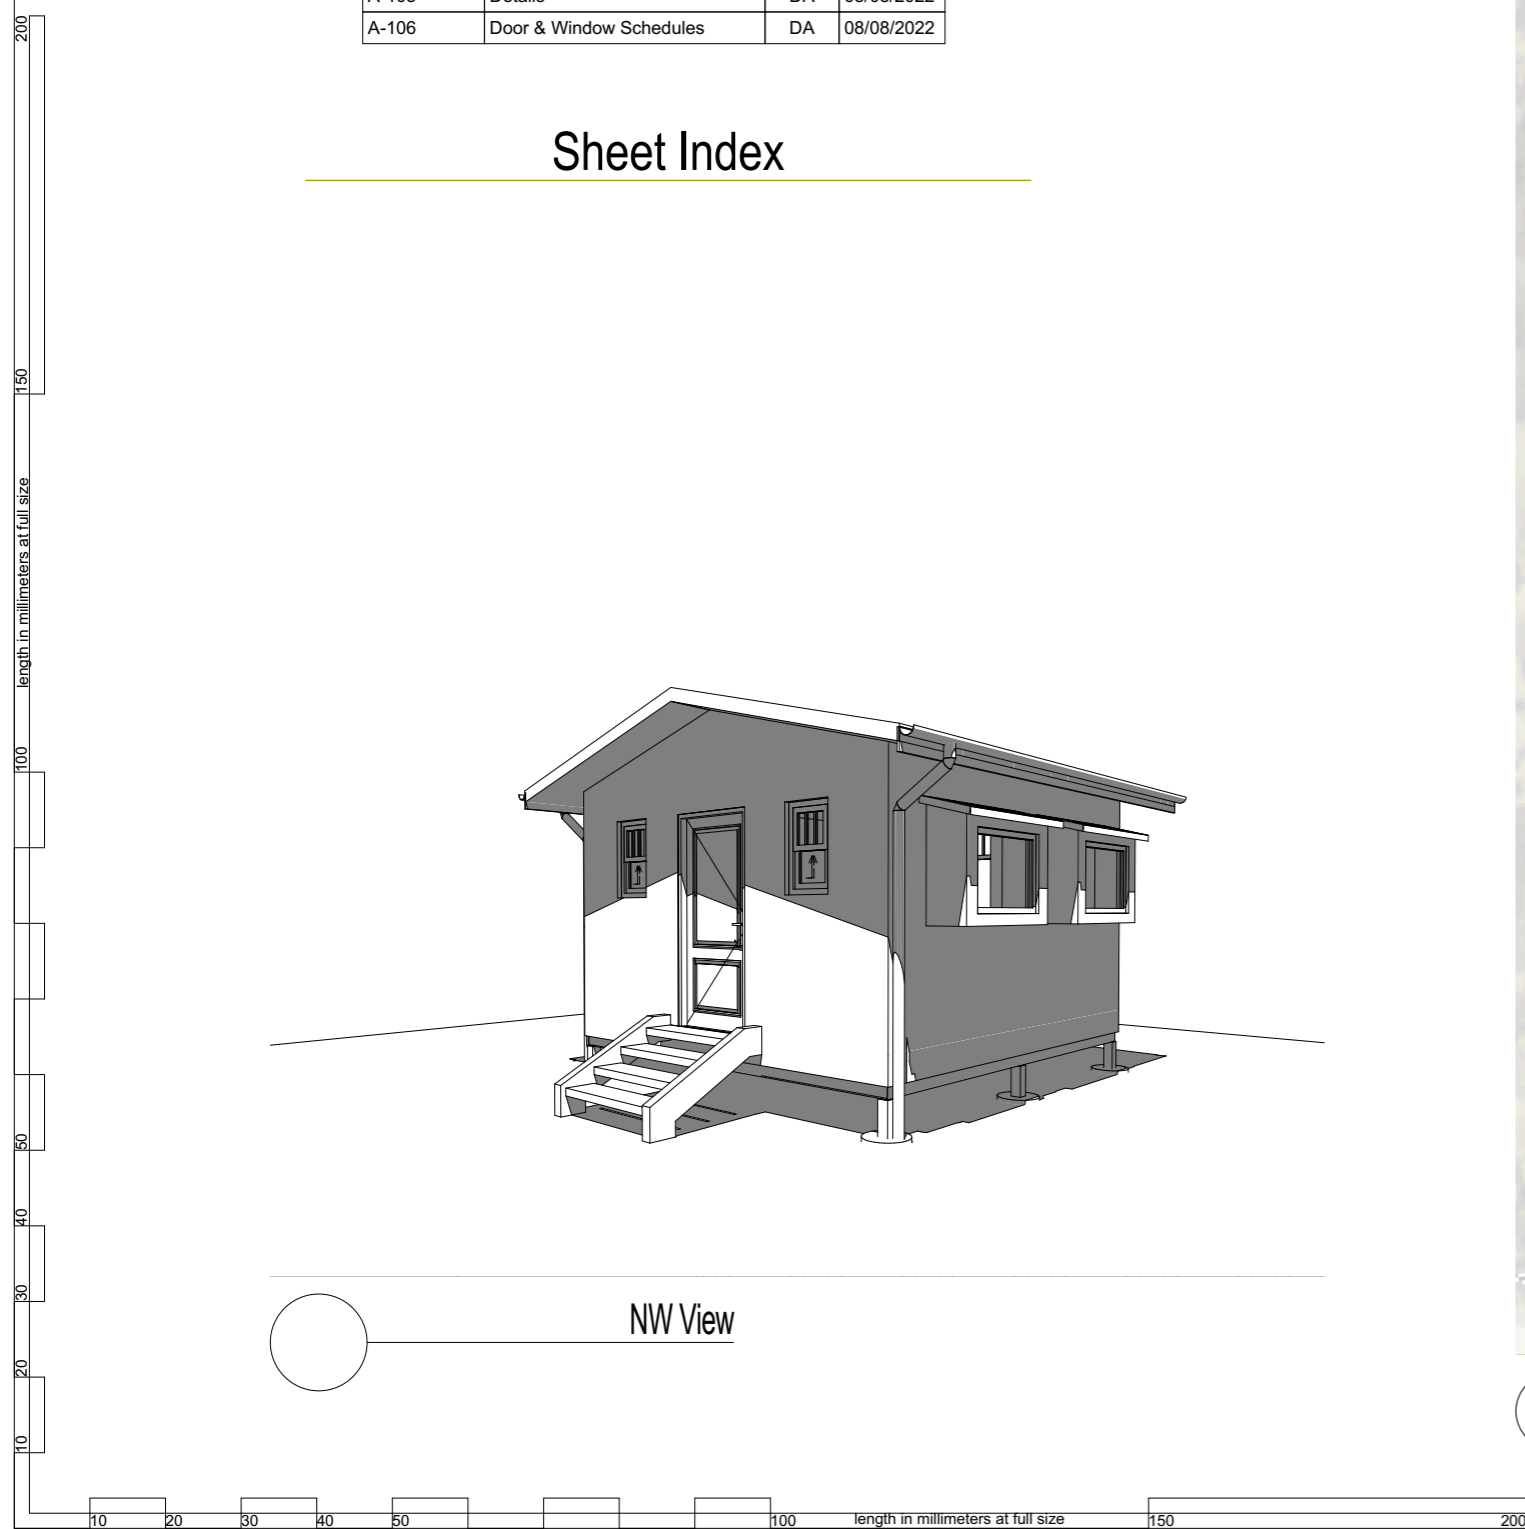 A-106 Door & Window Schedules DA 08/08/2022
Sheet Index
200
150
length in millimeters at full size
100
50
40
30
20
10
NW View
10 20 30 40 50 100 length in millimeters at full size 150 200